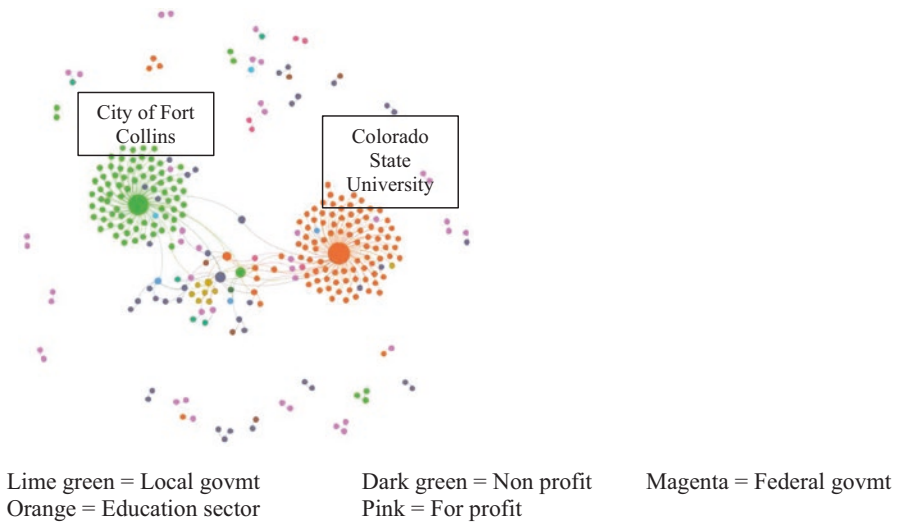 City of Fort
Collins
Colorado
State
University
Lime green = Local govmt Dark green = Non profit Magenta = Federal govmt
Orange = Education sector Pink = For profit